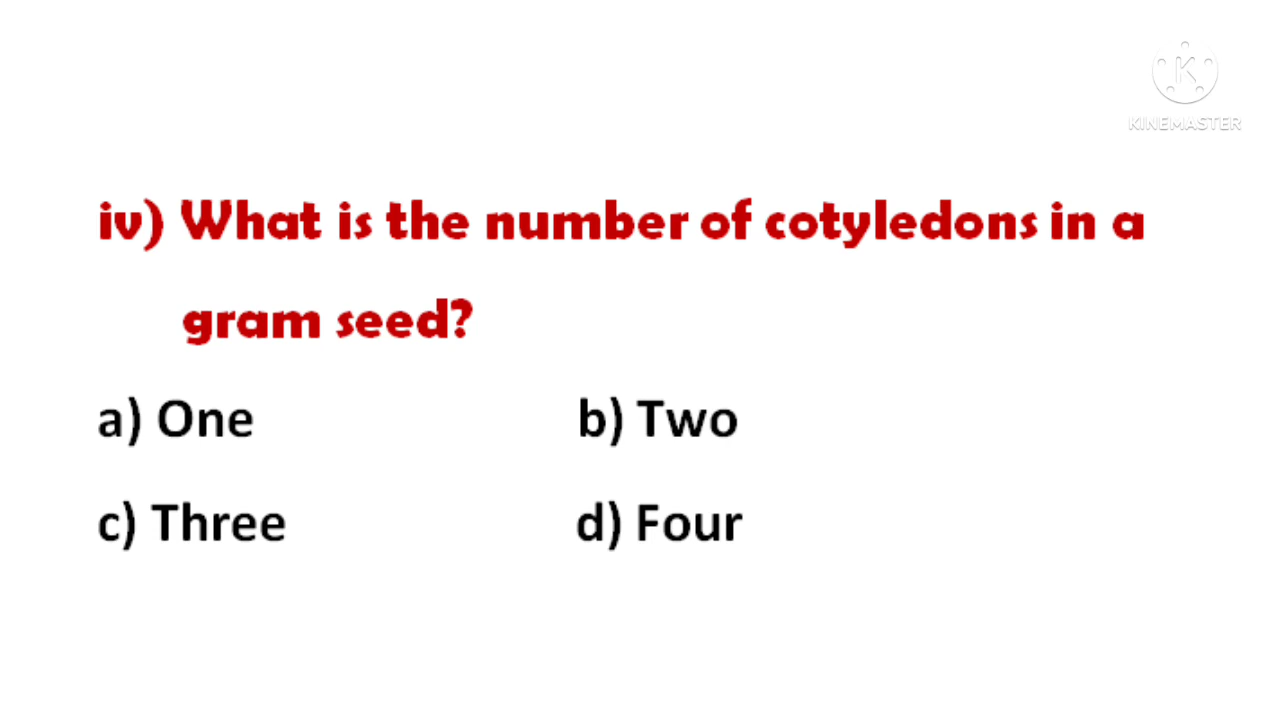 KINEMASTER
iv) What is the number of cotyledons in a
gram seed?
a) One b) Two
c) Three d) Four